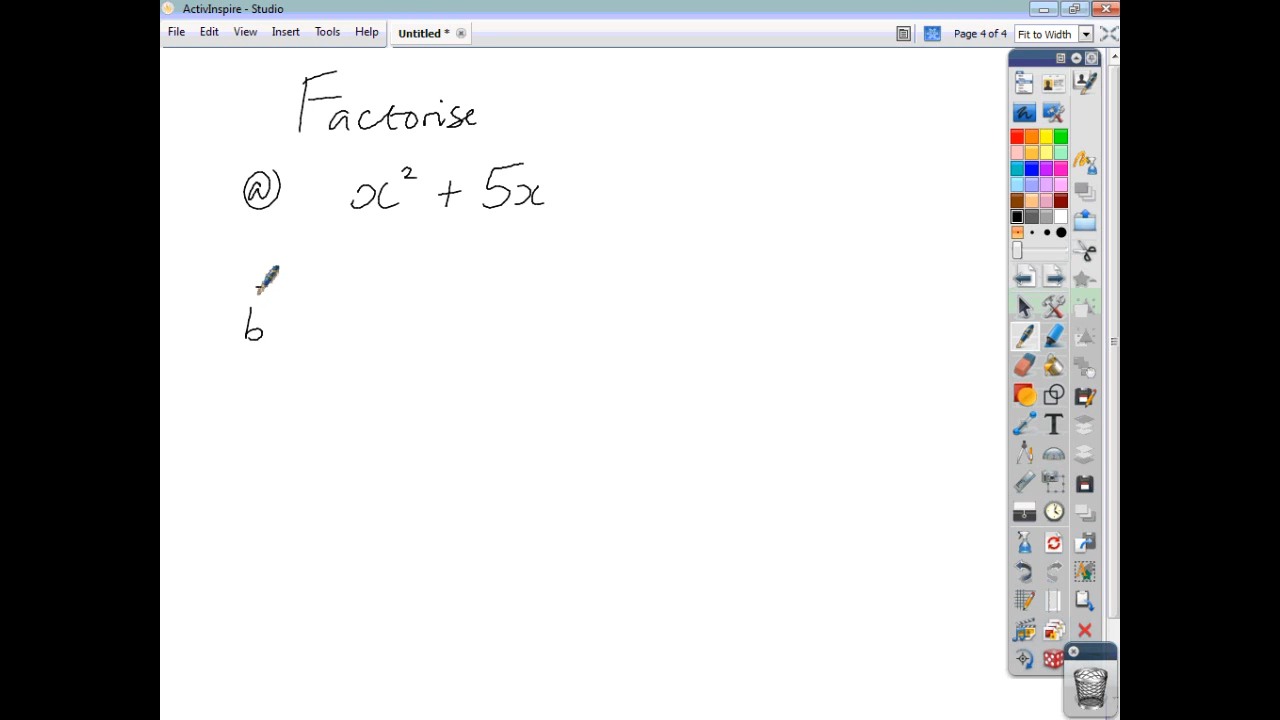 ActivInspire - Studio
File Edit View Insert Tools Help Untitled * Page 4 of 4 Fit to Width
Factorise
a) x² + 5x
b